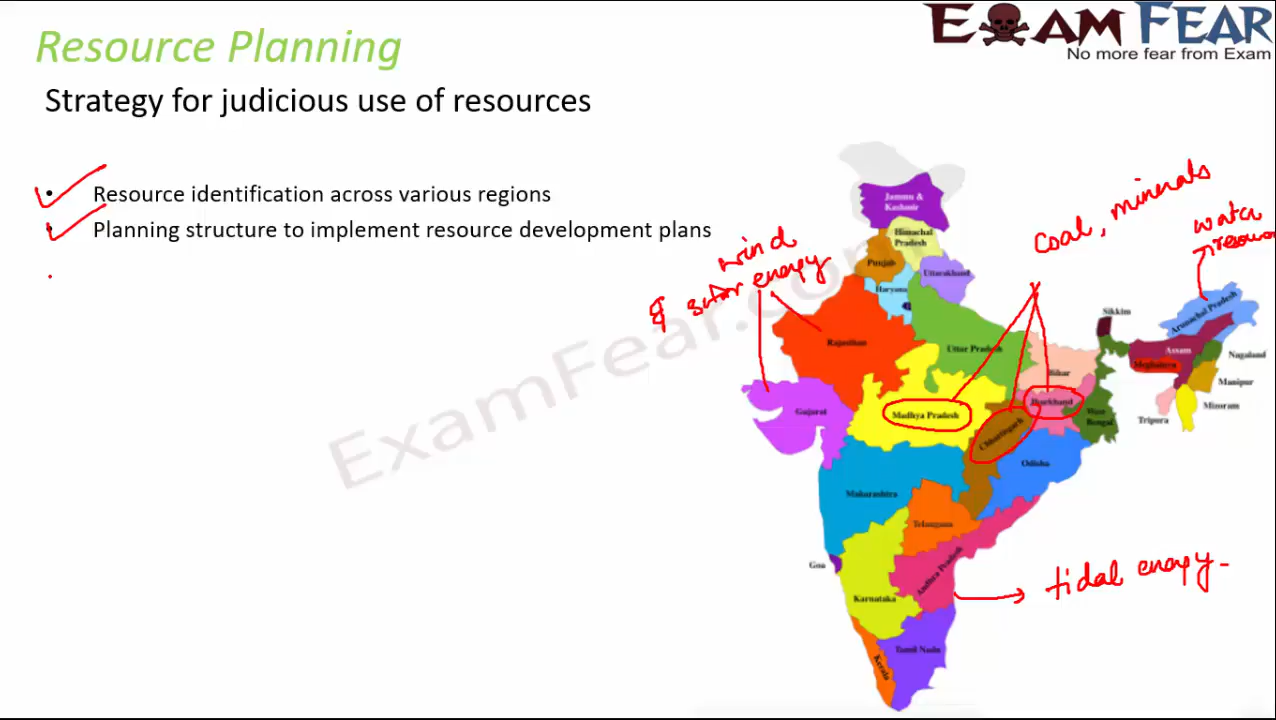 Resource Planning
EXAM FEAR
No more fear from Exam
Strategy for judicious use of resources
• Resource identification across various regions
• Planning structure to implement resource development plans
coal, minerals
water
wind
& solar energy
tidal energy
ExamFear.com
Jammu &
Kashmir
Himachal
Pradesh
Punjab
Uttarakhand
Haryana
Rajasthan
Uttar Pradesh
Sikkim
Arunachal Pradesh
Assam
Nagaland
Meghalaya
Manipur
Bihar
Mizoram
Tripura
Gujarat
Madhya Pradesh
Jharkhand
West
Bengal
Chhattisgarh
Odisha
Maharashtra
Telangana
Goa
Andhra Pradesh
Karnataka
Tamil Nadu
Kerala